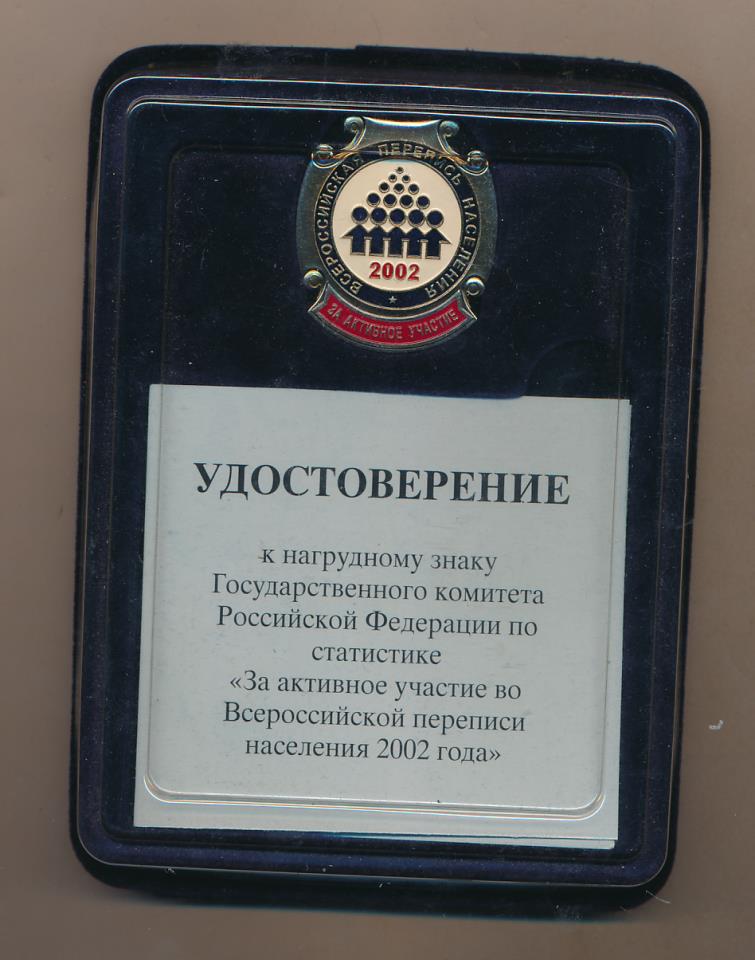 ВСЕРОССИЙСКАЯ ПЕРЕПИСЬ НАСЕЛЕНИЯ
2002
ЗА АКТИВНОЕ УЧАСТИЕ
УДОСТОВЕРЕНИЕ
к нагрудному знаку
Государственного комитета
Российской Федерации по
статистике
«За активное участие во
Всероссийской переписи
населения 2002 года»